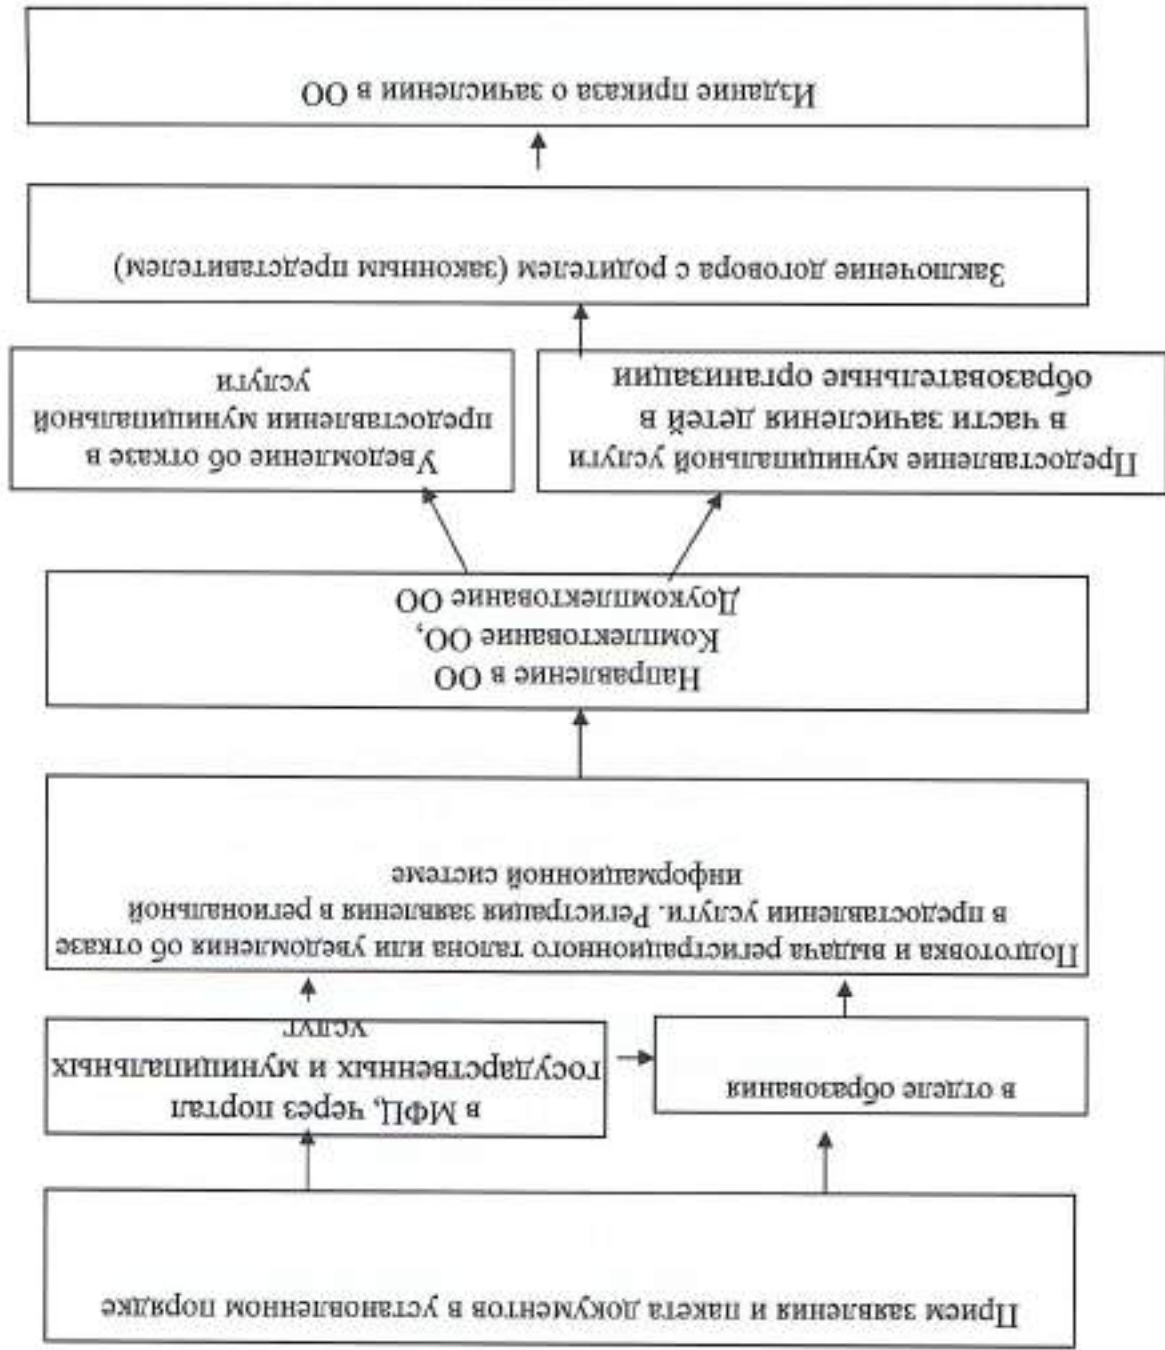 Прием заявления и пакета документов в установленном порядке
в отделе образования
в МФЦ, через портал
государственных и муниципальных
услуг
Подготовка и выдача регистрационного талона или уведомления об отказе
в предоставлении услуги. Регистрация заявления в региональной
информационной системе
Направление в ОО
Комплектование ОО,
Доукомплектование ОО
Предоставление муниципальной услуги
в части зачисления детей в
образовательные организации
Уведомление об отказе в
предоставлении муниципальной
услуги
Заключение договора с родителем (законным представителем)
Издание приказа о зачислении в ОО